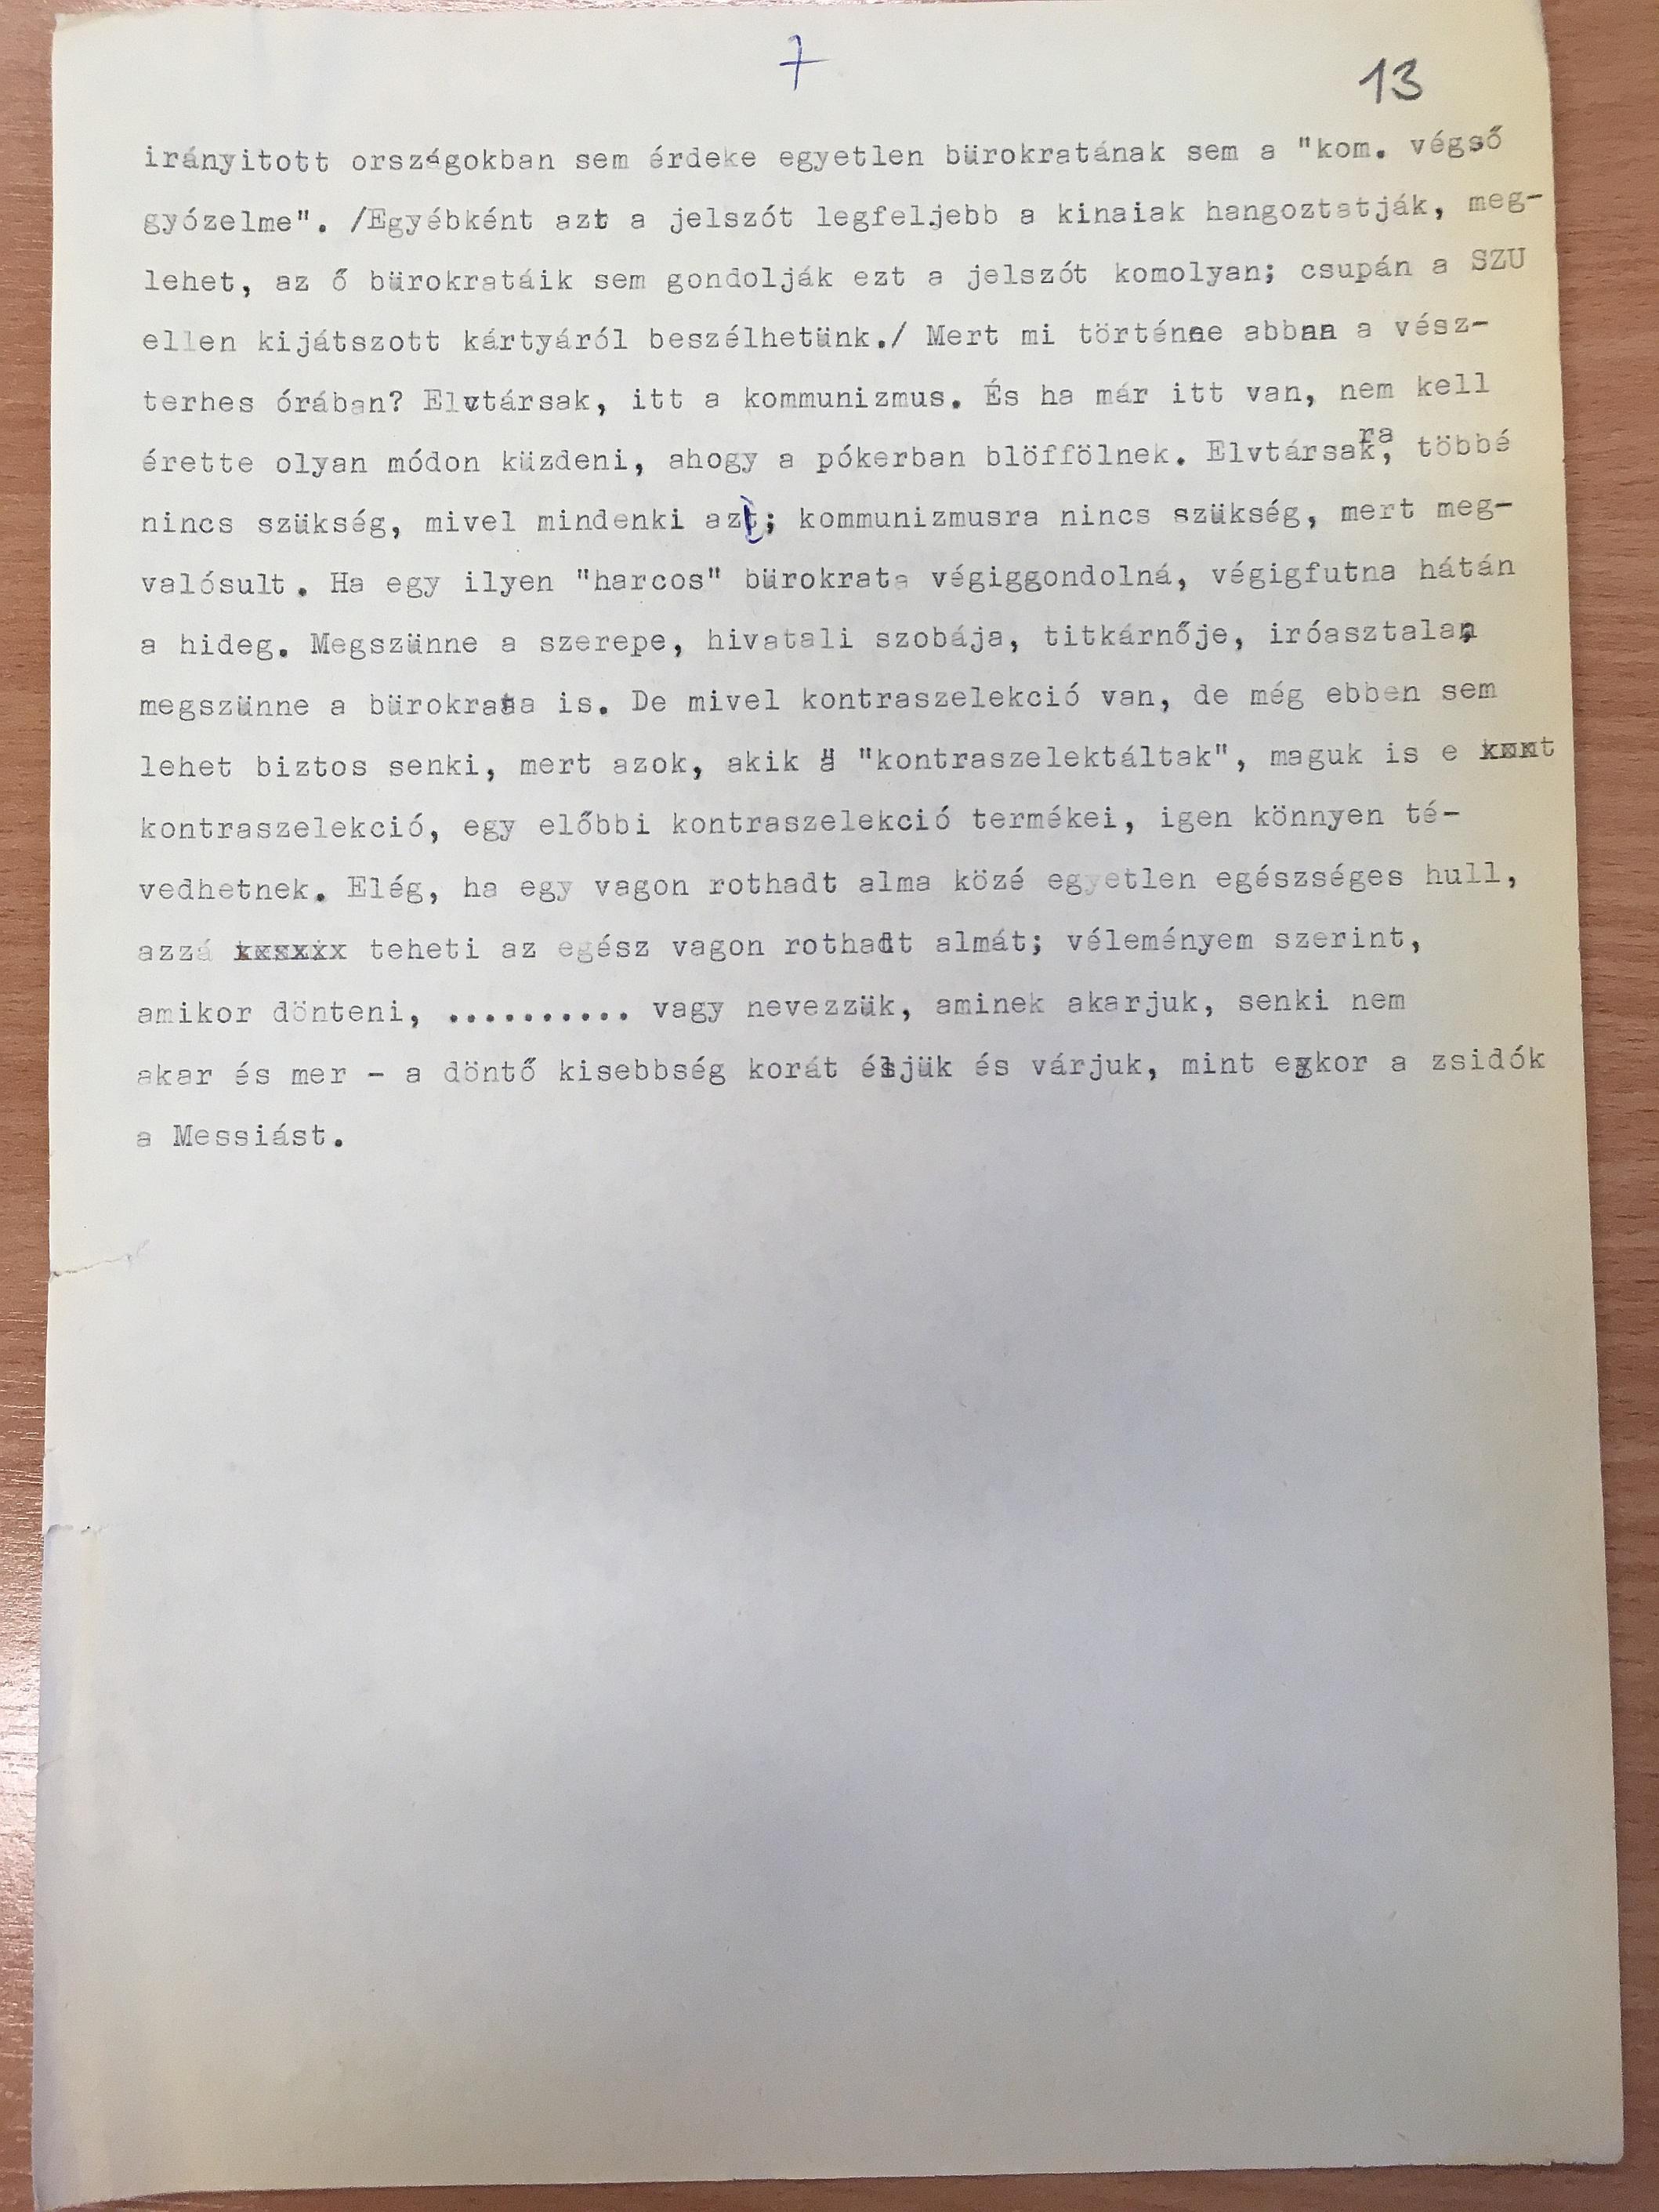 7
13
irányitott országokban sem érdeke egyetlen bürokratának sem a "kom. végső
gyózelme". /Egyébként azt a jelszót legfeljebb a kinaiak hangoztatják, meg-
lehet, az ő bürokratáik sem gondolják ezt a jelszót komolyan; csupán a SZU
ellen kijátszott kártyáról beszélhetünk./ Mert mi történne abban a vész-
terhes órában? Elvtársak, itt a kommunizmus. És ha már itt van, nem kell
érette olyan módon küzdeni, ahogy a pókerban blöffölnek. Elvtársakra, többé
nincs szükség, mivel mindenki az; kommunizmusra nincs szükség, mert meg-
valósult. Ha egy ilyen "harcos" bürokrata végiggondolná, végigfutna hátán
a hideg. Megszünne a szerepe, hivatali szobája, titkárnője, iróasztala,
megszünne a bürokrata is. De mivel kontraszelekció van, de még ebben sem
lehet biztos senki, mert azok, akik "kontraszelektáltak", maguk is e
kontraszelekció, egy előbbi kontraszelekció termékei, igen könnyen té-
vedhetnek. Elég, ha egy vagon rothadt alma közé egyetlen egészséges hull,
azzá teheti az egész vagon rothadt almát; véleményem szerint,
amikor dönteni, .......... vagy nevezzük, aminek akarjuk, senki nem
akar és mer - a döntő kisebbség korát éljük és várjuk, mint egykor a zsidók
a Messiást.